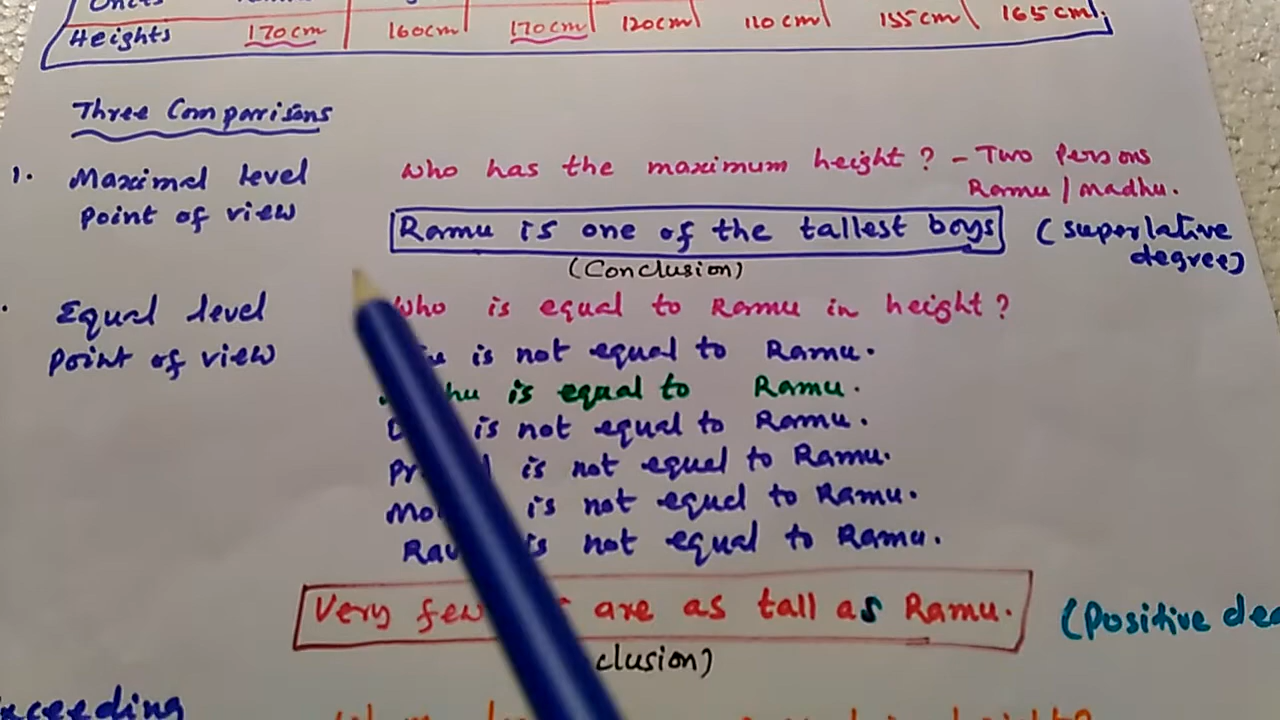 Units
Heights 170cm 160cm 170cm 120cm 110cm 155cm 165cm.
Three Comparisons
1. Maximal level Who has the maximum height? - Two Persons
Point of view Ramu / madhu.
Ramu is one of the tallest boys (superlative
degree)
(Conclusion)
Equal level Who is equal to Ramu in height?
Point of view is not equal to Ramu.
is equal to Ramu.
is not equal to Ramu.
is not equal to Ramu.
is not equal to Ramu.
is not equal to Ramu.
Very few are as tall as Ramu. (Positive